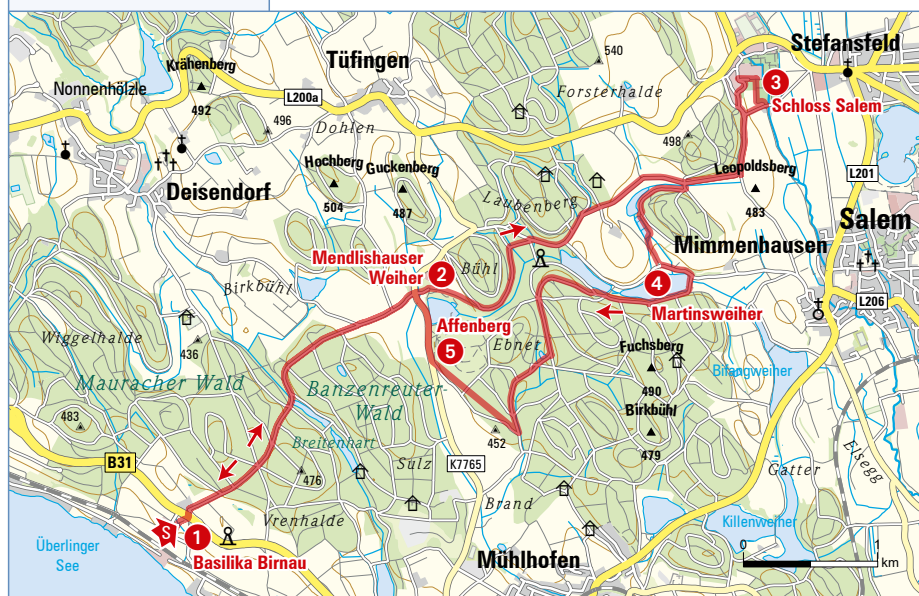 Stefansfeld
540
Tüfingen
Krähenberg
Nonnenhölzle
492
L200a
496
Forsterhalde
3
Schloss Salem
Dohlen
498
Hochberg
Guckenberg
Leopoldsberg
L201
Deisendorf
504
487
Laubenberg
483
Salem
Mimmenhausen
Mendlishauser
Weiher
2
Bühl
4
Birkbühl
L206
Martinsweiher
Affenberg
Wiggelhalde
Ebner
5
436
Fuchsberg
Bifangweiher
Mauracher Wald
Banzenreuter-
Wald
490
Birkbühl
483
452
Breitenhart
479
B31
K7765
Elsegg
476
Sulz
Gatter
Brand
Vrenhalde
Killenweiher
S
1
Überlinger
See
Basilika Birnau
Mühlhofen
0 1
km